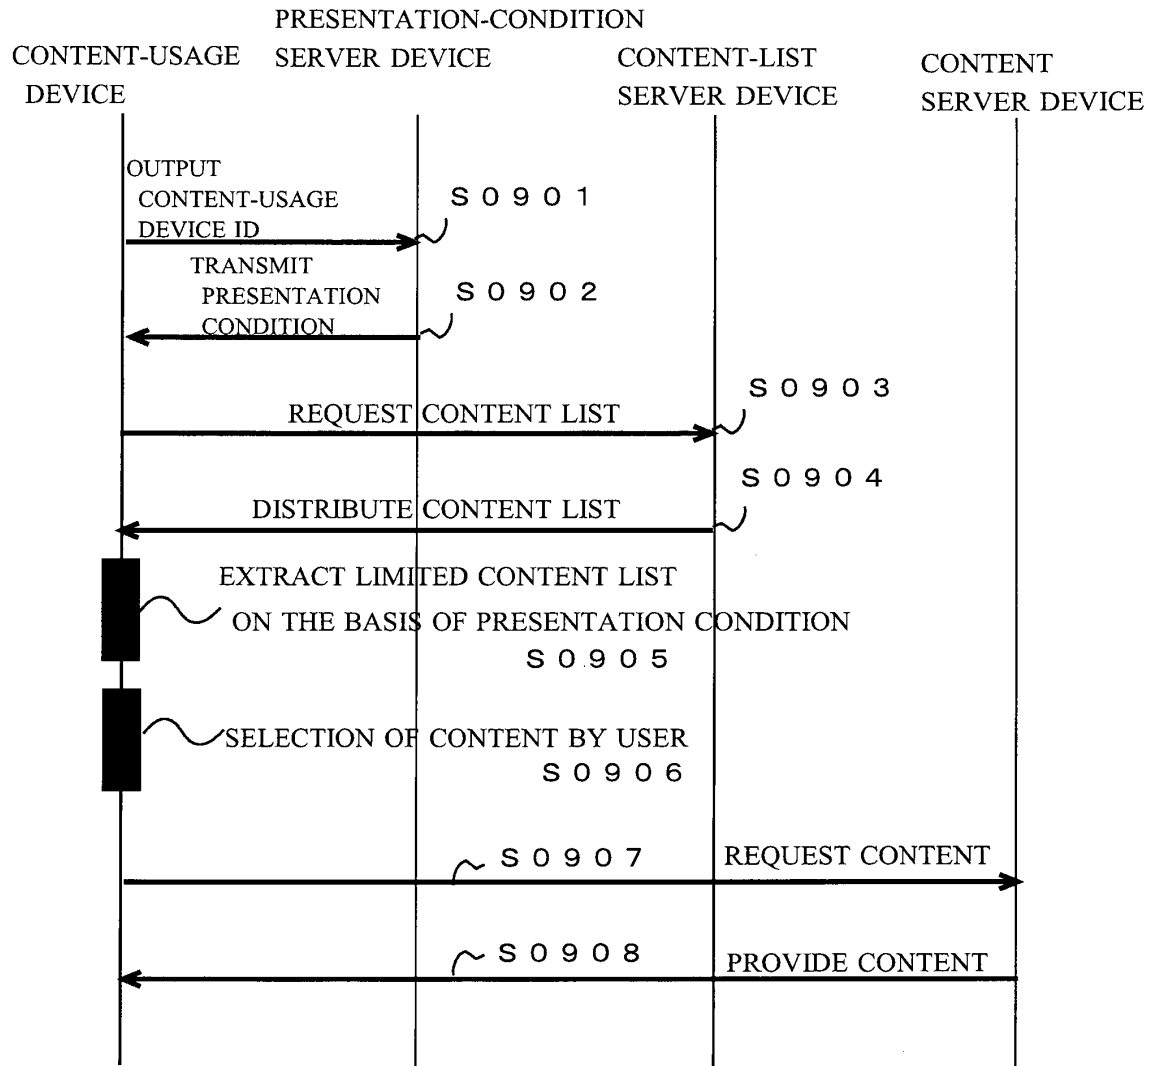 CONTENT-USAGE
DEVICE
PRESENTATION-CONDITION
SERVER DEVICE
CONTENT-LIST
SERVER DEVICE
CONTENT
SERVER DEVICE
OUTPUT
CONTENT-USAGE
DEVICE ID
S0901
TRANSMIT
PRESENTATION
CONDITION
S0902
S0903
REQUEST CONTENT LIST
S0904
DISTRIBUTE CONTENT LIST
EXTRACT LIMITED CONTENT LIST
ON THE BASIS OF PRESENTATION CONDITION
S0905
SELECTION OF CONTENT BY USER
S0906
S0907
REQUEST CONTENT
S0908
PROVIDE CONTENT